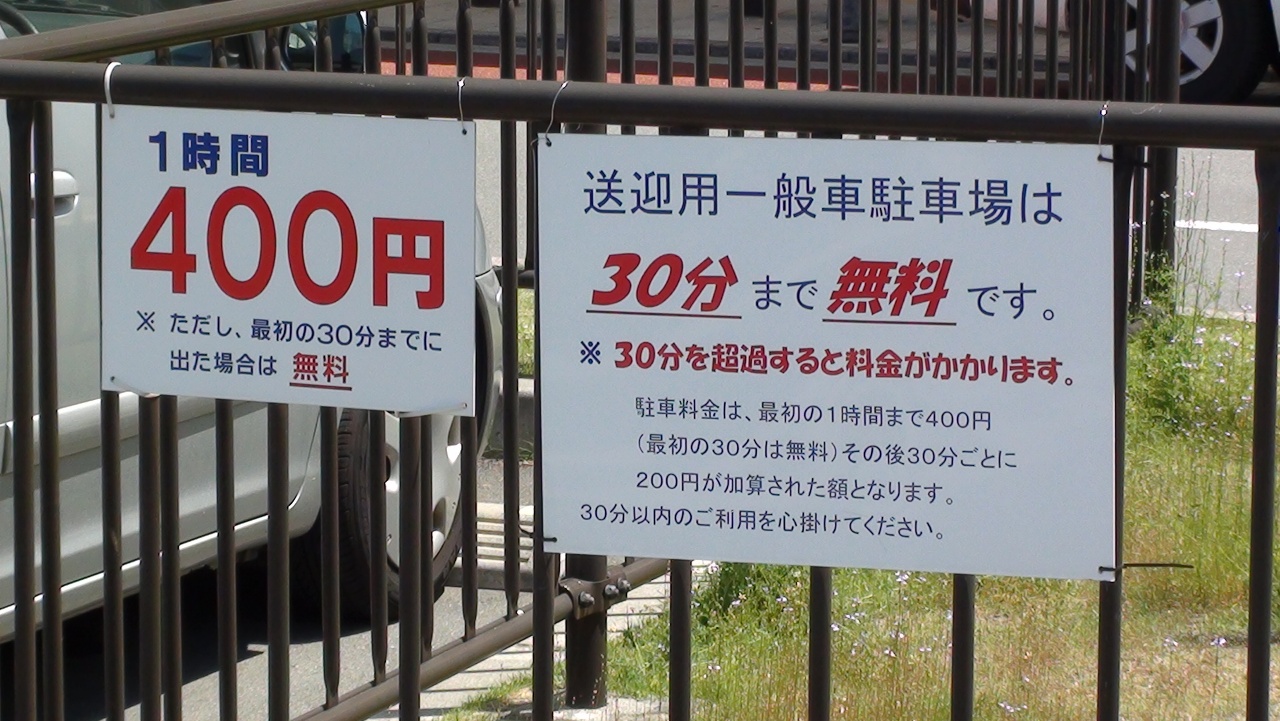 1時間
400円
※ ただし、最初の30分までに
出た場合は 無料
送迎用一般車駐車場は
30分 まで 無料 です。
※ 30分を超過すると料金がかかります。
駐車料金は、最初の1時間まで400円
(最初の30分は無料)その後30分ごとに
200円が加算された額となります。
30分以内のご利用を心掛けてください。